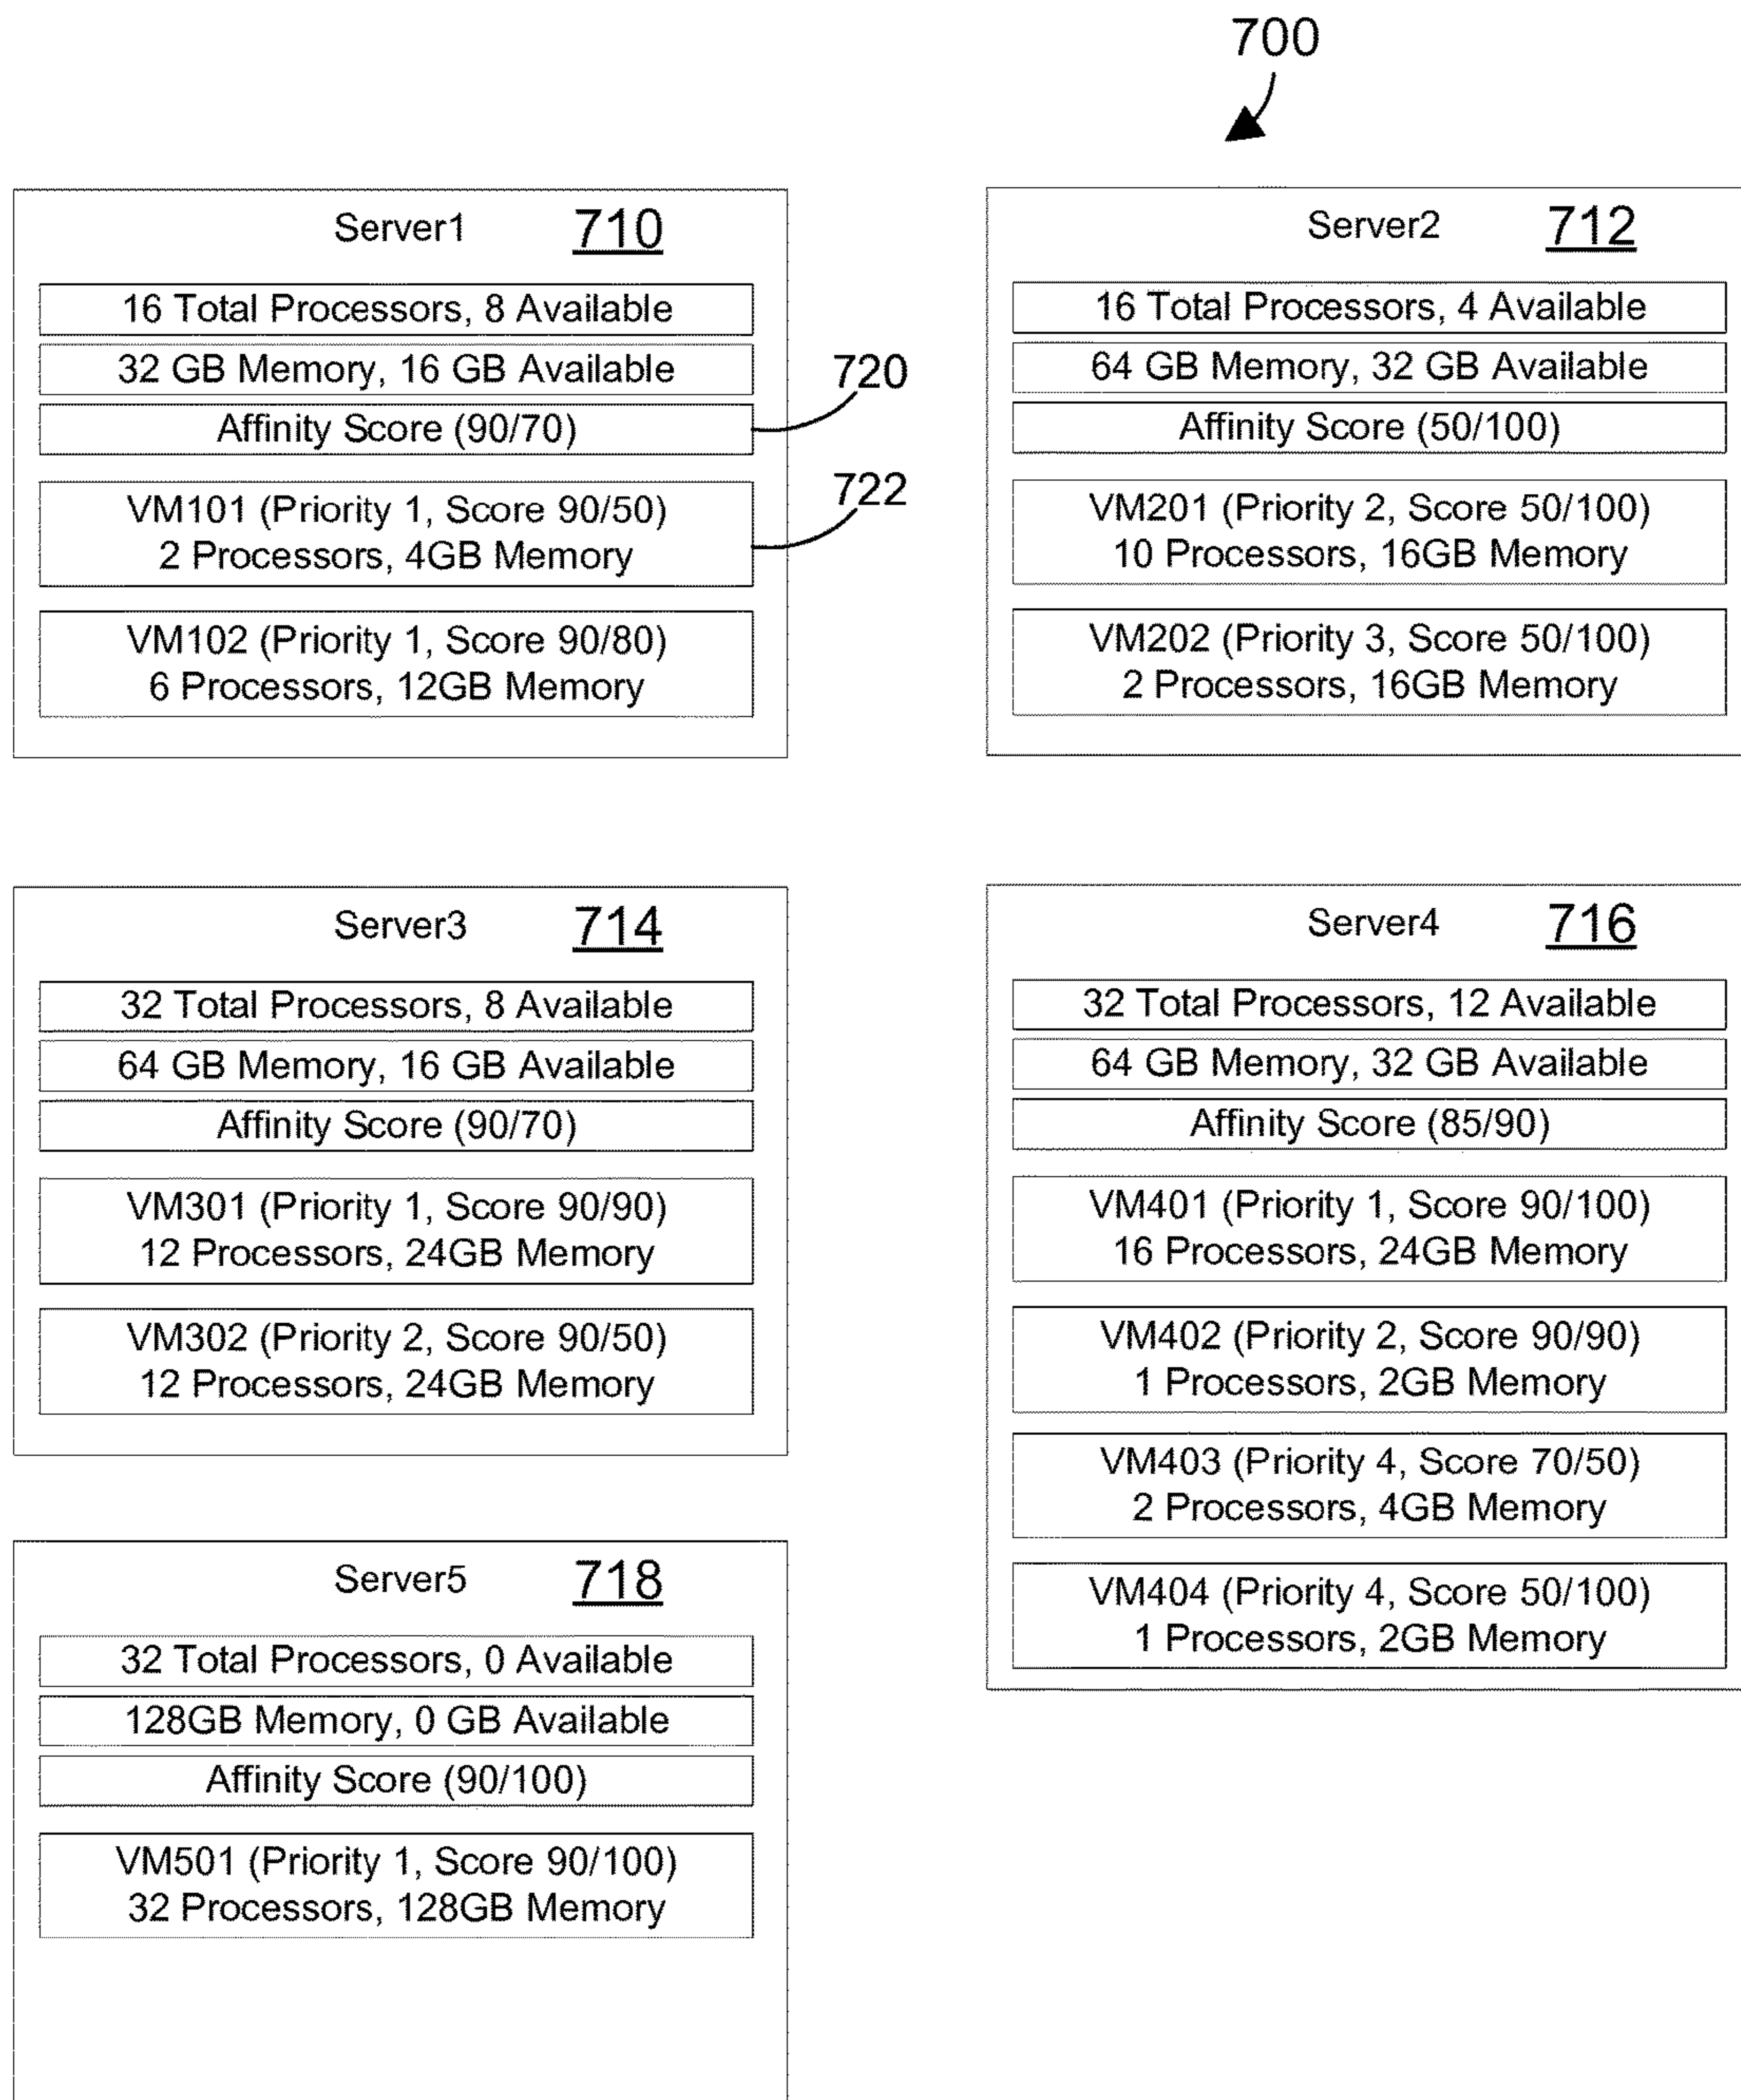 700
Server1 710
16 Total Processors, 8 Available
32 GB Memory, 16 GB Available
Affinity Score (90/70)
720
VM101 (Priority 1, Score 90/50)
2 Processors, 4GB Memory
722
VM102 (Priority 1, Score 90/80)
6 Processors, 12GB Memory
Server2 712
16 Total Processors, 4 Available
64 GB Memory, 32 GB Available
Affinity Score (50/100)
VM201 (Priority 2, Score 50/100)
10 Processors, 16GB Memory
VM202 (Priority 3, Score 50/100)
2 Processors, 16GB Memory
Server3 714
32 Total Processors, 8 Available
64 GB Memory, 16 GB Available
Affinity Score (90/70)
VM301 (Priority 1, Score 90/90)
12 Processors, 24GB Memory
VM302 (Priority 2, Score 90/50)
12 Processors, 24GB Memory
Server4 716
32 Total Processors, 12 Available
64 GB Memory, 32 GB Available
Affinity Score (85/90)
VM401 (Priority 1, Score 90/100)
16 Processors, 24GB Memory
VM402 (Priority 2, Score 90/90)
1 Processors, 2GB Memory
VM403 (Priority 4, Score 70/50)
2 Processors, 4GB Memory
VM404 (Priority 4, Score 50/100)
1 Processors, 2GB Memory
Server5 718
32 Total Processors, 0 Available
128GB Memory, 0 GB Available
Affinity Score (90/100)
VM501 (Priority 1, Score 90/100)
32 Processors, 128GB Memory